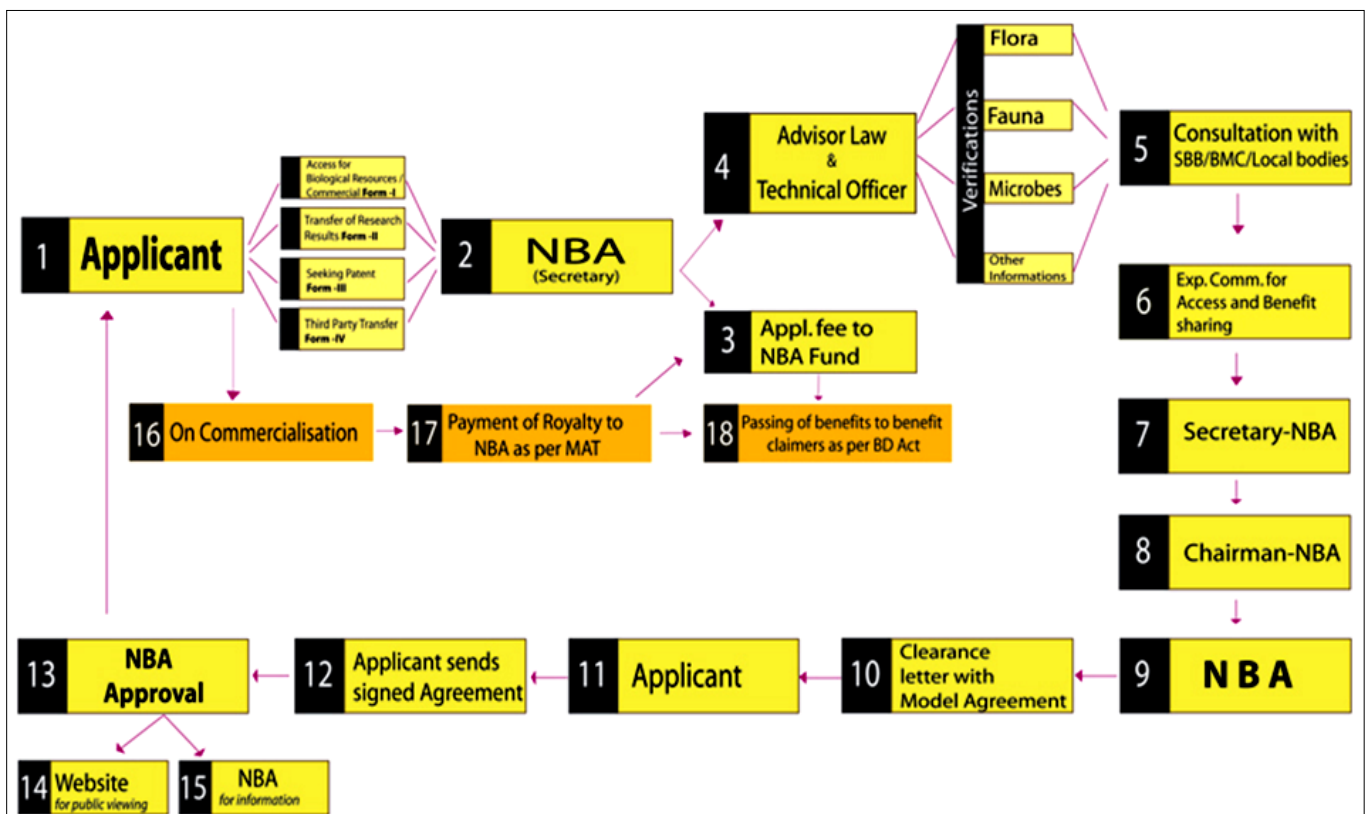 1
Applicant
Access for
Biological Resources /
Commercial Form -I
Transfer of Research
Results Form -II
Seeking Patent
Form -III
Third Party Transfer
Form -IV
2
NBA
(Secretary)
3
Appl. fee to
NBA Fund
4
Advisor Law
&
Technical Officer
Verifications
Flora
Fauna
Microbes
Other
Informations
5
Consultation with
SBB/BMC/Local bodies
6
Exp. Comm. for
Access and Benefit
sharing
7
Secretary-NBA
8
Chairman-NBA
9
NBA
10
Clearance
letter with
Model Agreement
11
Applicant
12
Applicant sends
signed Agreement
13
NBA
Approval
14
Website
for public viewing
15
NBA
for information
16
On Commercialisation
17
Payment of Royalty to
NBA as per MAT
18
Passing of benefits to benefit
claimers as per BD Act